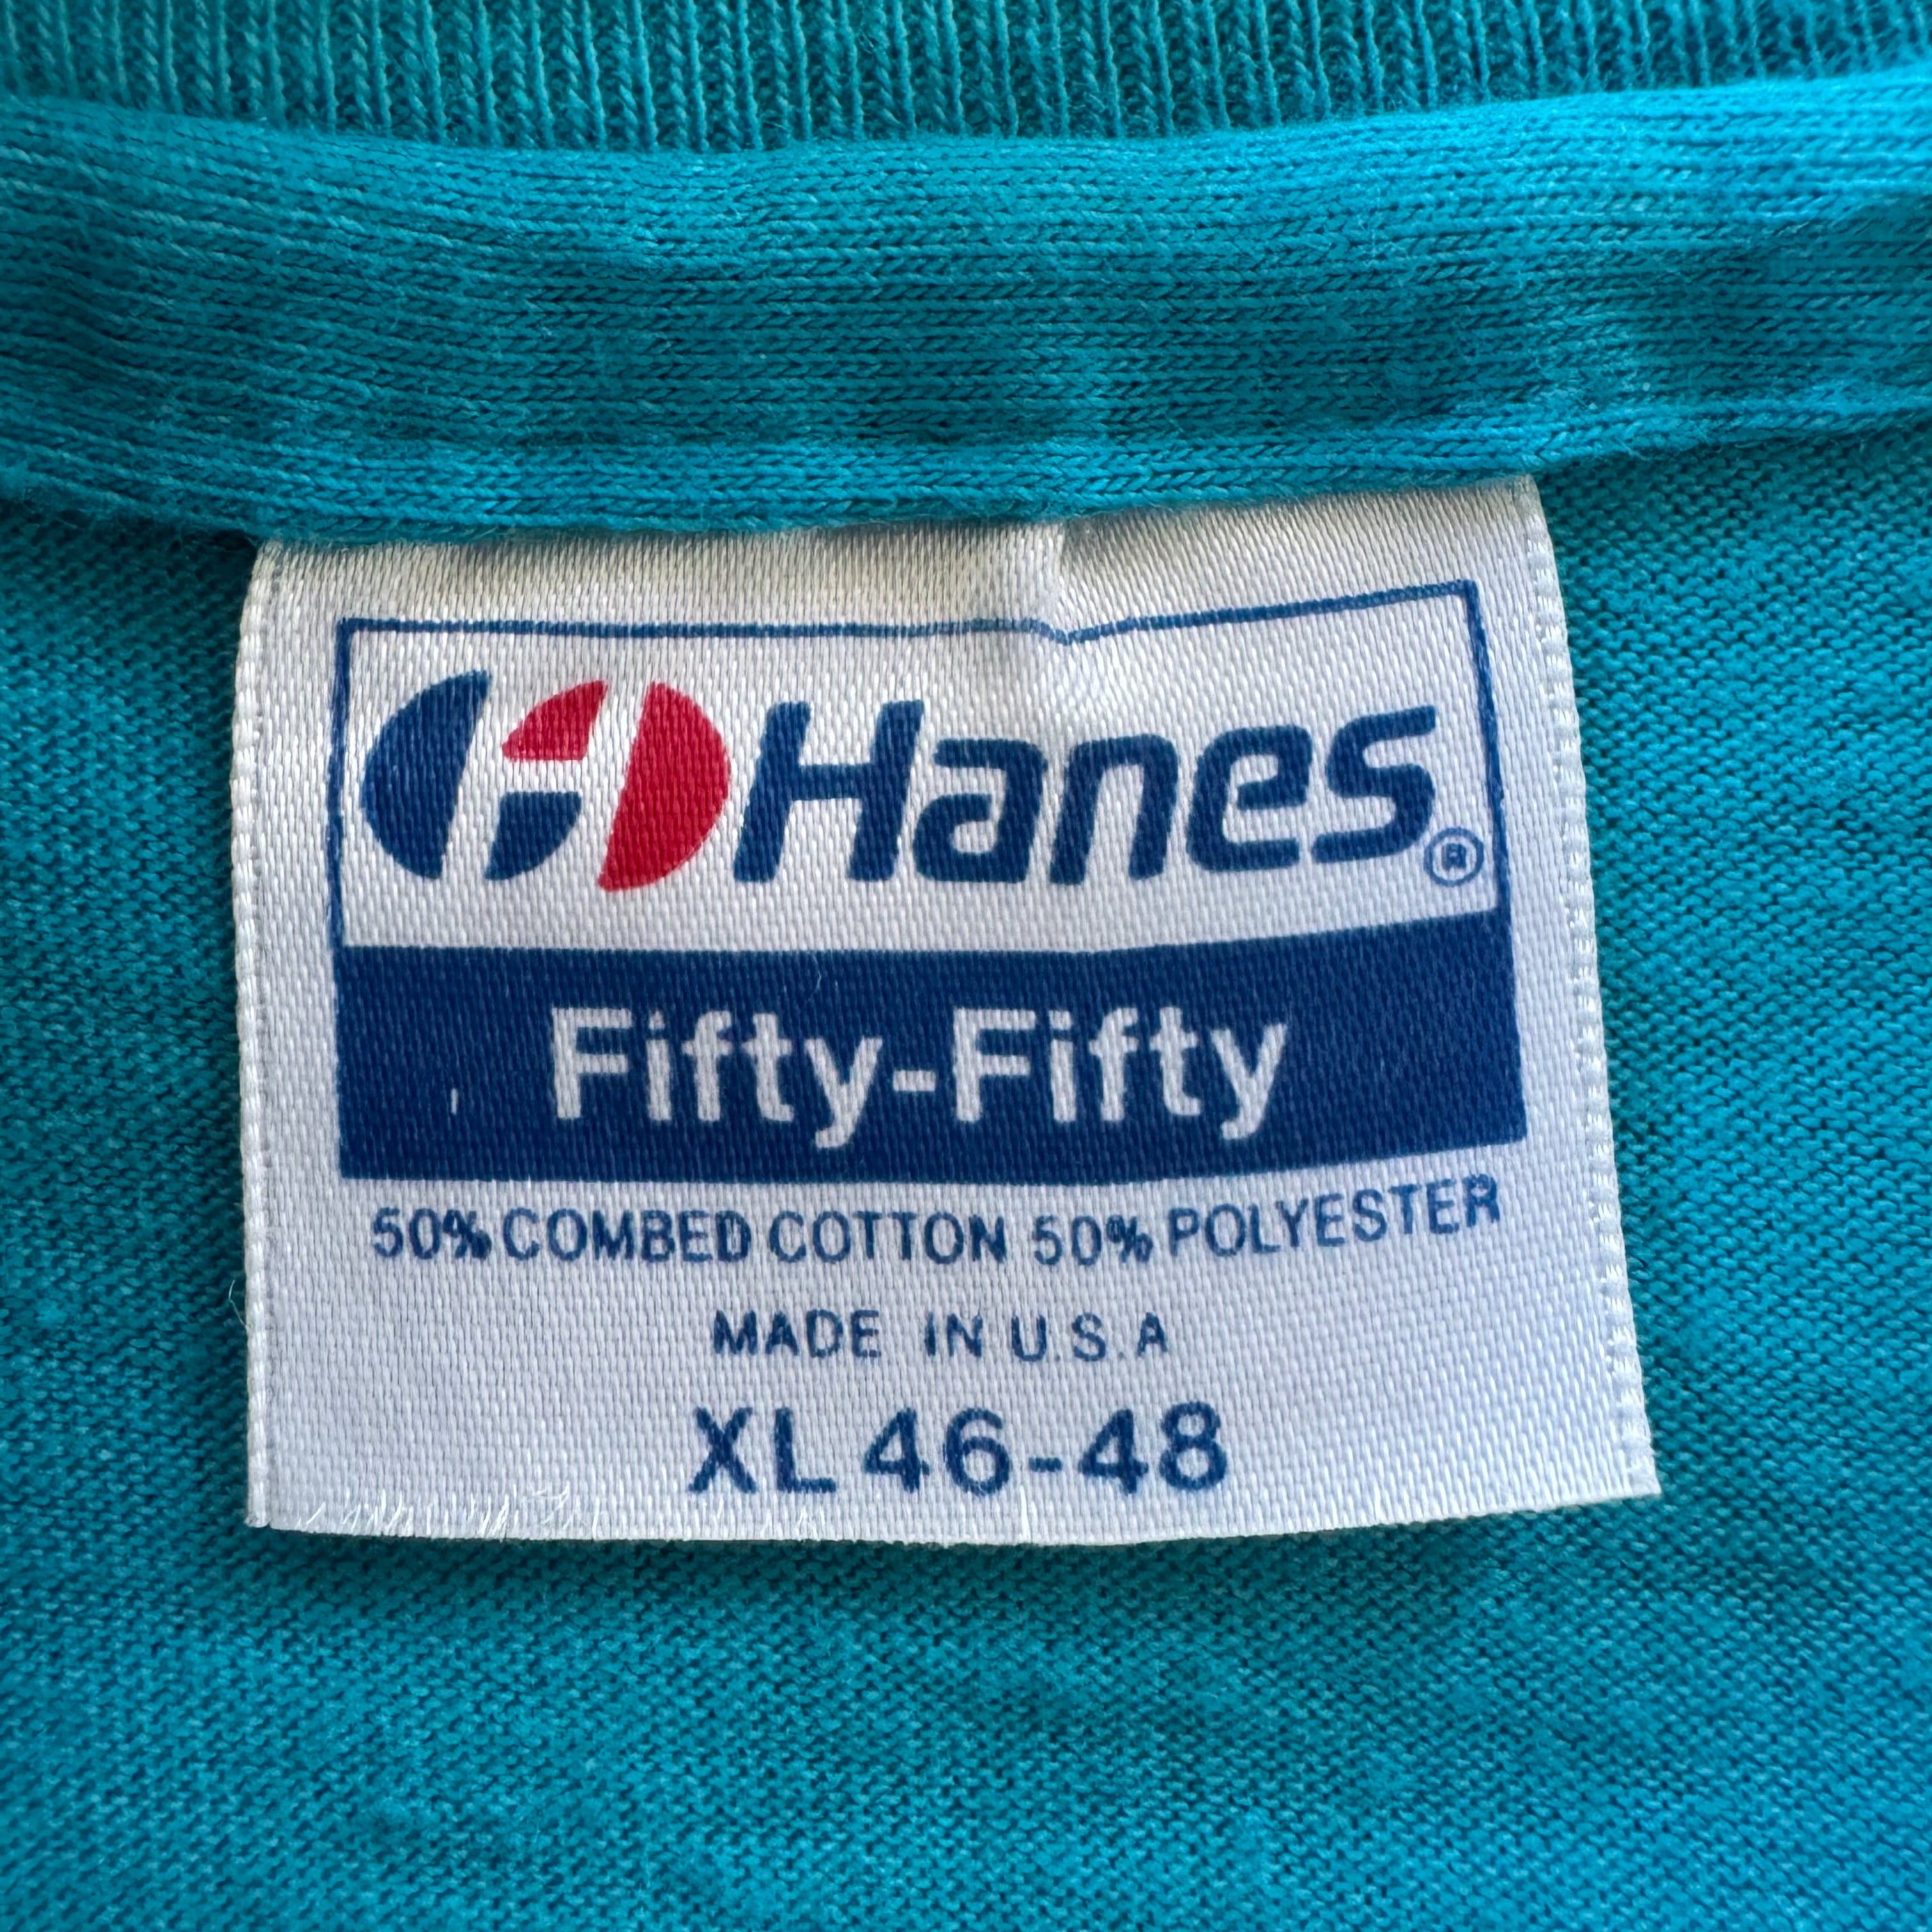 Hanes®
Fifty-Fifty
50% COMBED COTTON 50% POLYESTER
MADE IN U.S.A
XL 46-48